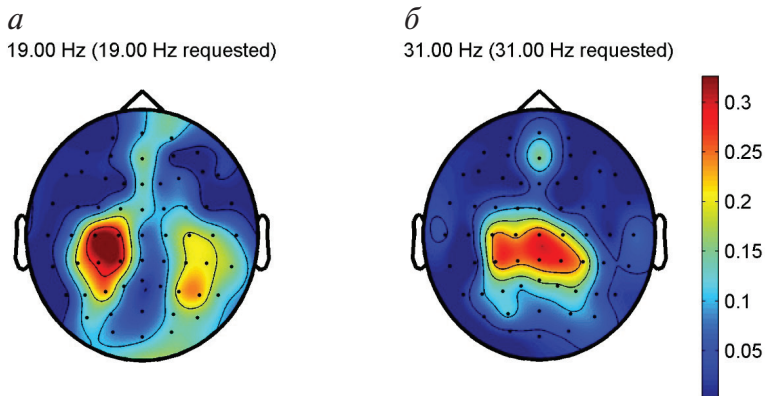 а
19.00 Hz (19.00 Hz requested)
б
31.00 Hz (31.00 Hz requested)
0.3
0.25
0.2
0.15
0.1
0.05